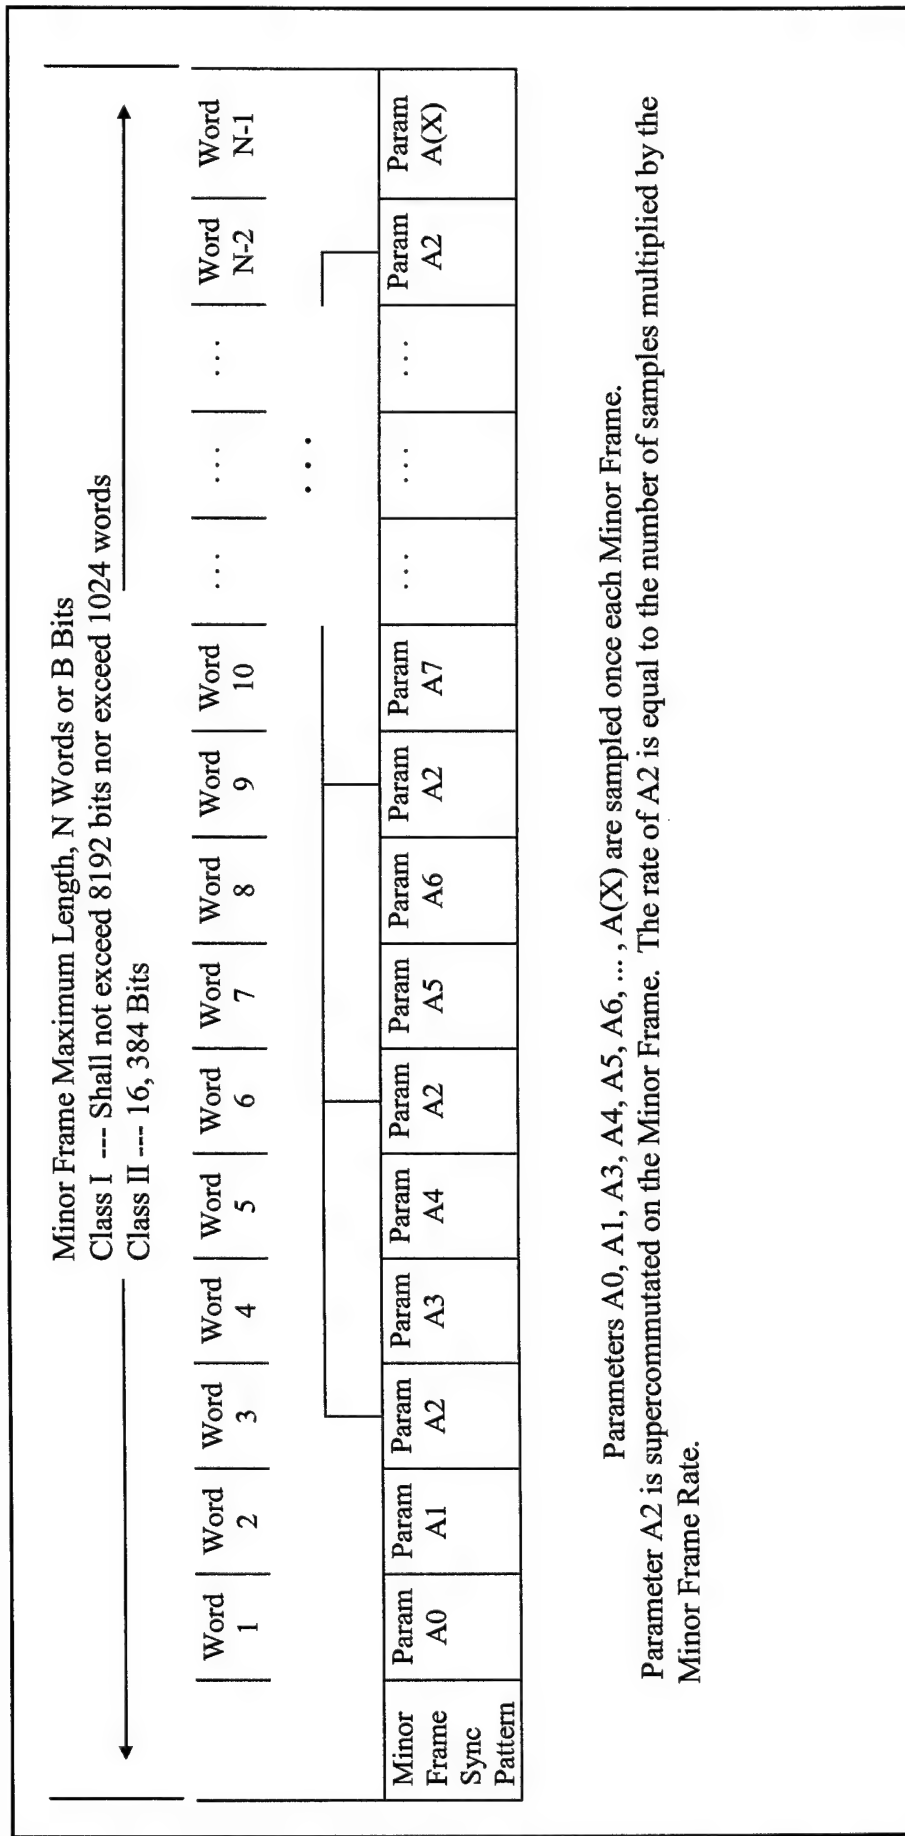 Minor Frame Maximum Length, N Words or B Bits
Class I --- Shall not exceed 8192 bits nor exceed 1024 words
Class II --- 16, 384 Bits
Word 1
Word 2
Word 3
Word 4
Word 5
Word 6
Word 7
Word 8
Word 9
Word 10
...
...
...
Word N-2
Word N-1
...
Minor Frame Sync Pattern
Param A0
Param A1
Param A2
Param A3
Param A4
Param A2
Param A5
Param A6
Param A2
Param A7
...
...
...
Param A2
Param A(X)
Parameters A0, A1, A3, A4, A5, A6, ... , A(X) are sampled once each Minor Frame.
Parameter A2 is supercommutated on the Minor Frame. The rate of A2 is equal to the number of samples multiplied by the
Minor Frame Rate.